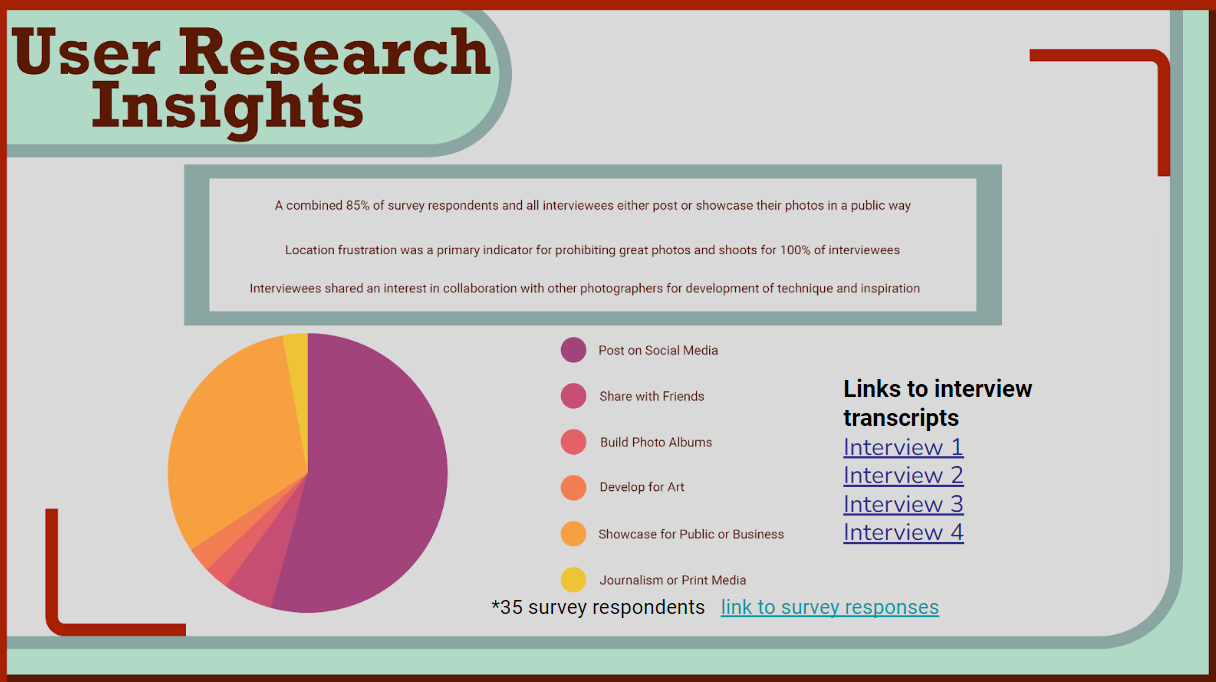 User Research
Insights
A combined 85% of survey respondents and all interviewees either post or showcase their photos in a public way
Location frustration was a primary indicator for prohibiting great photos and shoots for 100% of interviewees
Interviewees shared an interest in collaboration with other photographers for development of technique and inspiration
Post on Social Media
Share with Friends
Build Photo Albums
Develop for Art
Showcase for Public or Business
Journalism or Print Media
Links to interview
transcripts
Interview 1
Interview 2
Interview 3
Interview 4
*35 survey respondents link to survey responses